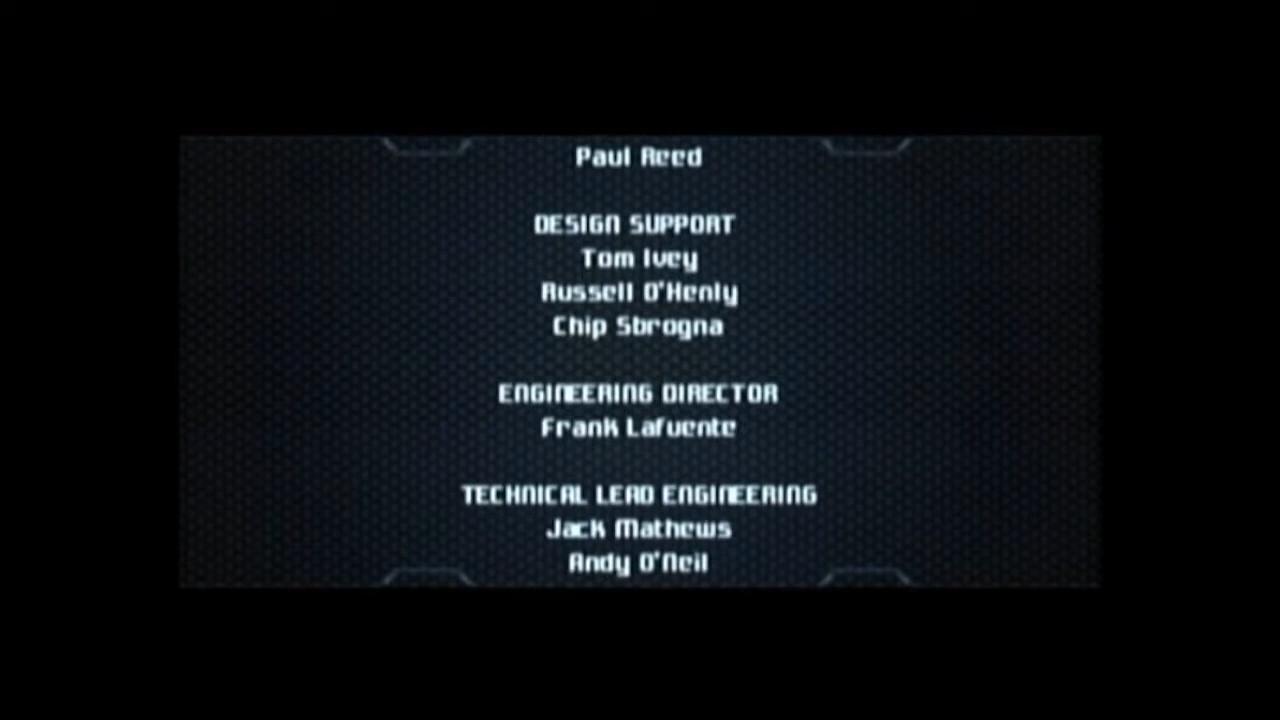 Paul Reed
DESIGN SUPPORT
Tom Ivey
Russell O'Henly
Chip Sbrogna
ENGINEERING DIRECTOR
Frank Lafuente
TECHNICAL LEAD ENGINEERING
Jack Mathews
Andy O'Neil